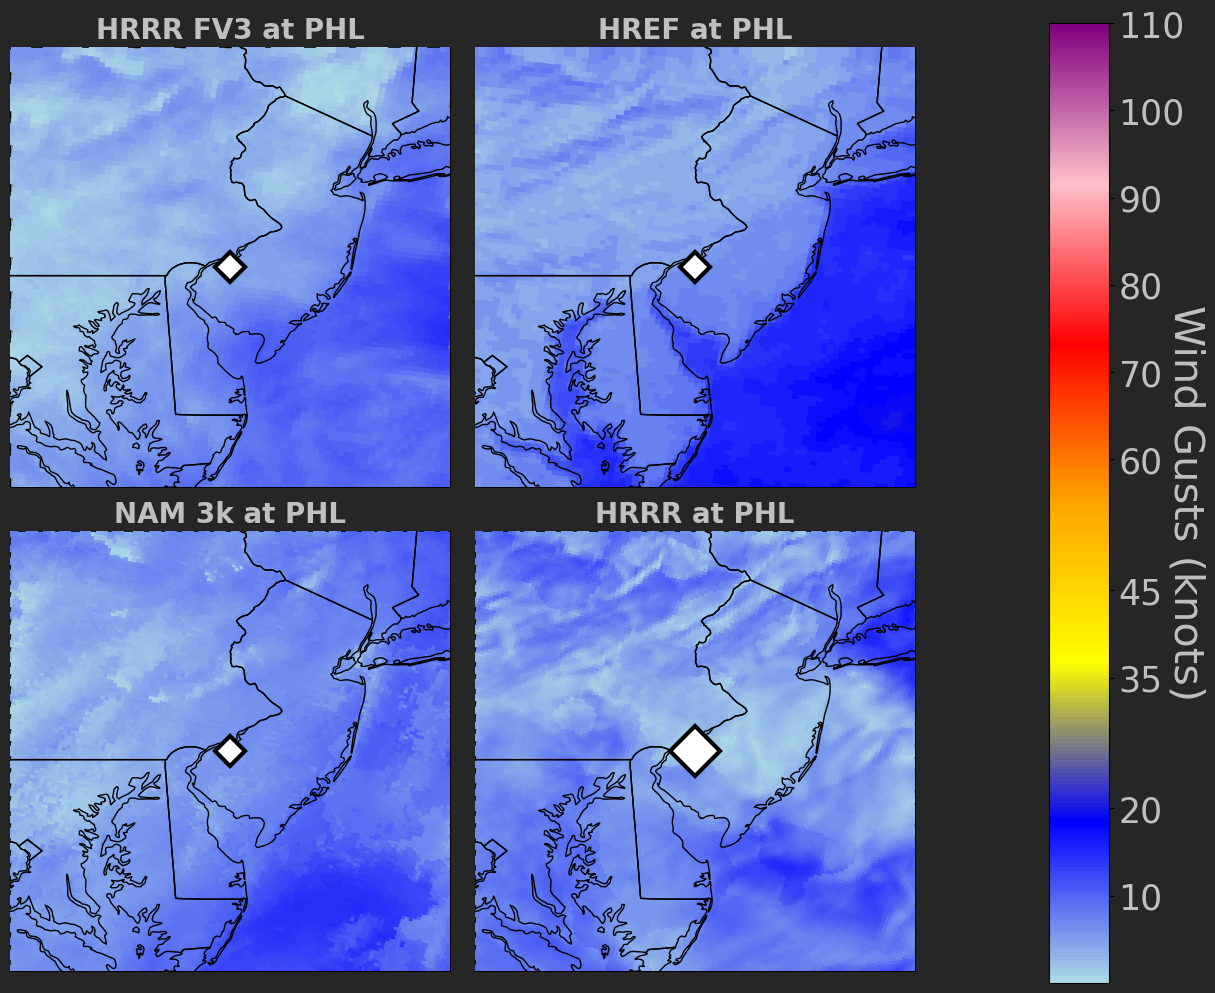 HRRR FV3 at PHL
HREF at PHL
NAM 3k at PHL
HRRR at PHL
110
100
90
80
70
60
45
35
20
10
Wind Gusts (knots)